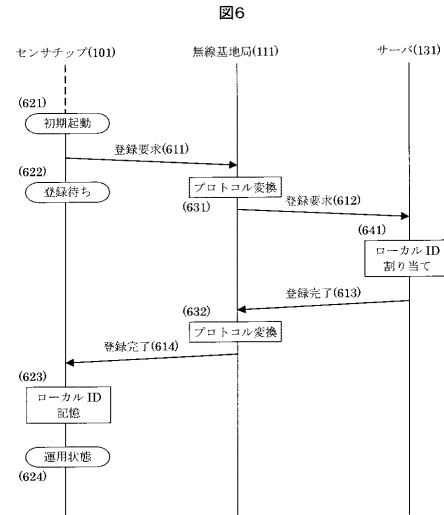 図6
センサチップ(101)
無線基地局(111)
サーバ(131)
(621)
初期起動
登録要求(611)
(622)
登録待ち
プロトコル変換
(631)
登録要求(612)
(641)
ローカル ID
割り当て
登録完了(613)
(632)
プロトコル変換
登録完了(614)
(623)
ローカル ID
記憶
運用状態
(624)